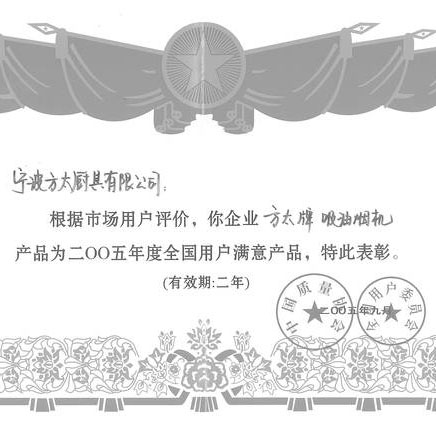 宁波方太厨具有限公司:
根据市场用户评价,你企业 方太牌 吸油烟机
产品为二OO五年度全国用户满意产品,特此表彰。
(有效期:二年)
中国质量协会
全国用户委员会
二OO五年九月